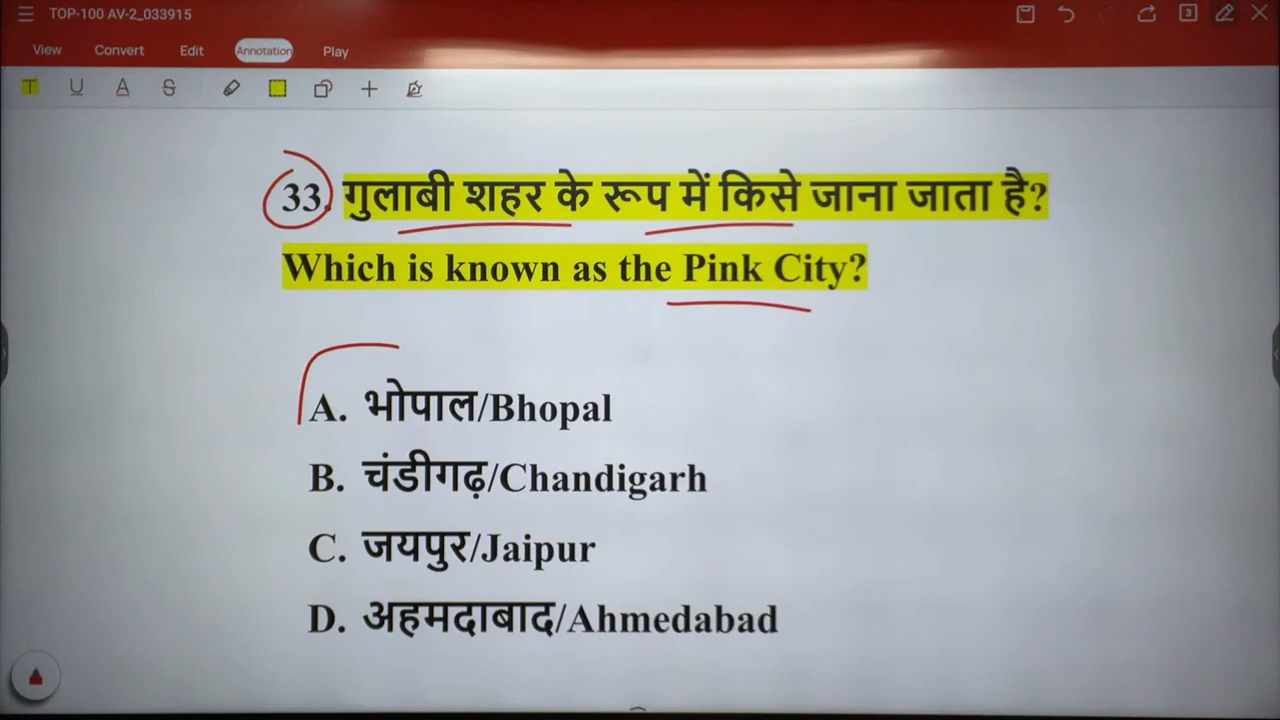 TOP-100 AV-2_033915
3
View Convert Edit Annotation Play
T U A S
33. गुलाबी शहर के रूप में किसे जाना जाता है?
Which is known as the Pink City?
A. भोपाल/Bhopal
B. चंडीगढ़/Chandigarh
C. जयपुर/Jaipur
D. अहमदाबाद/Ahmedabad